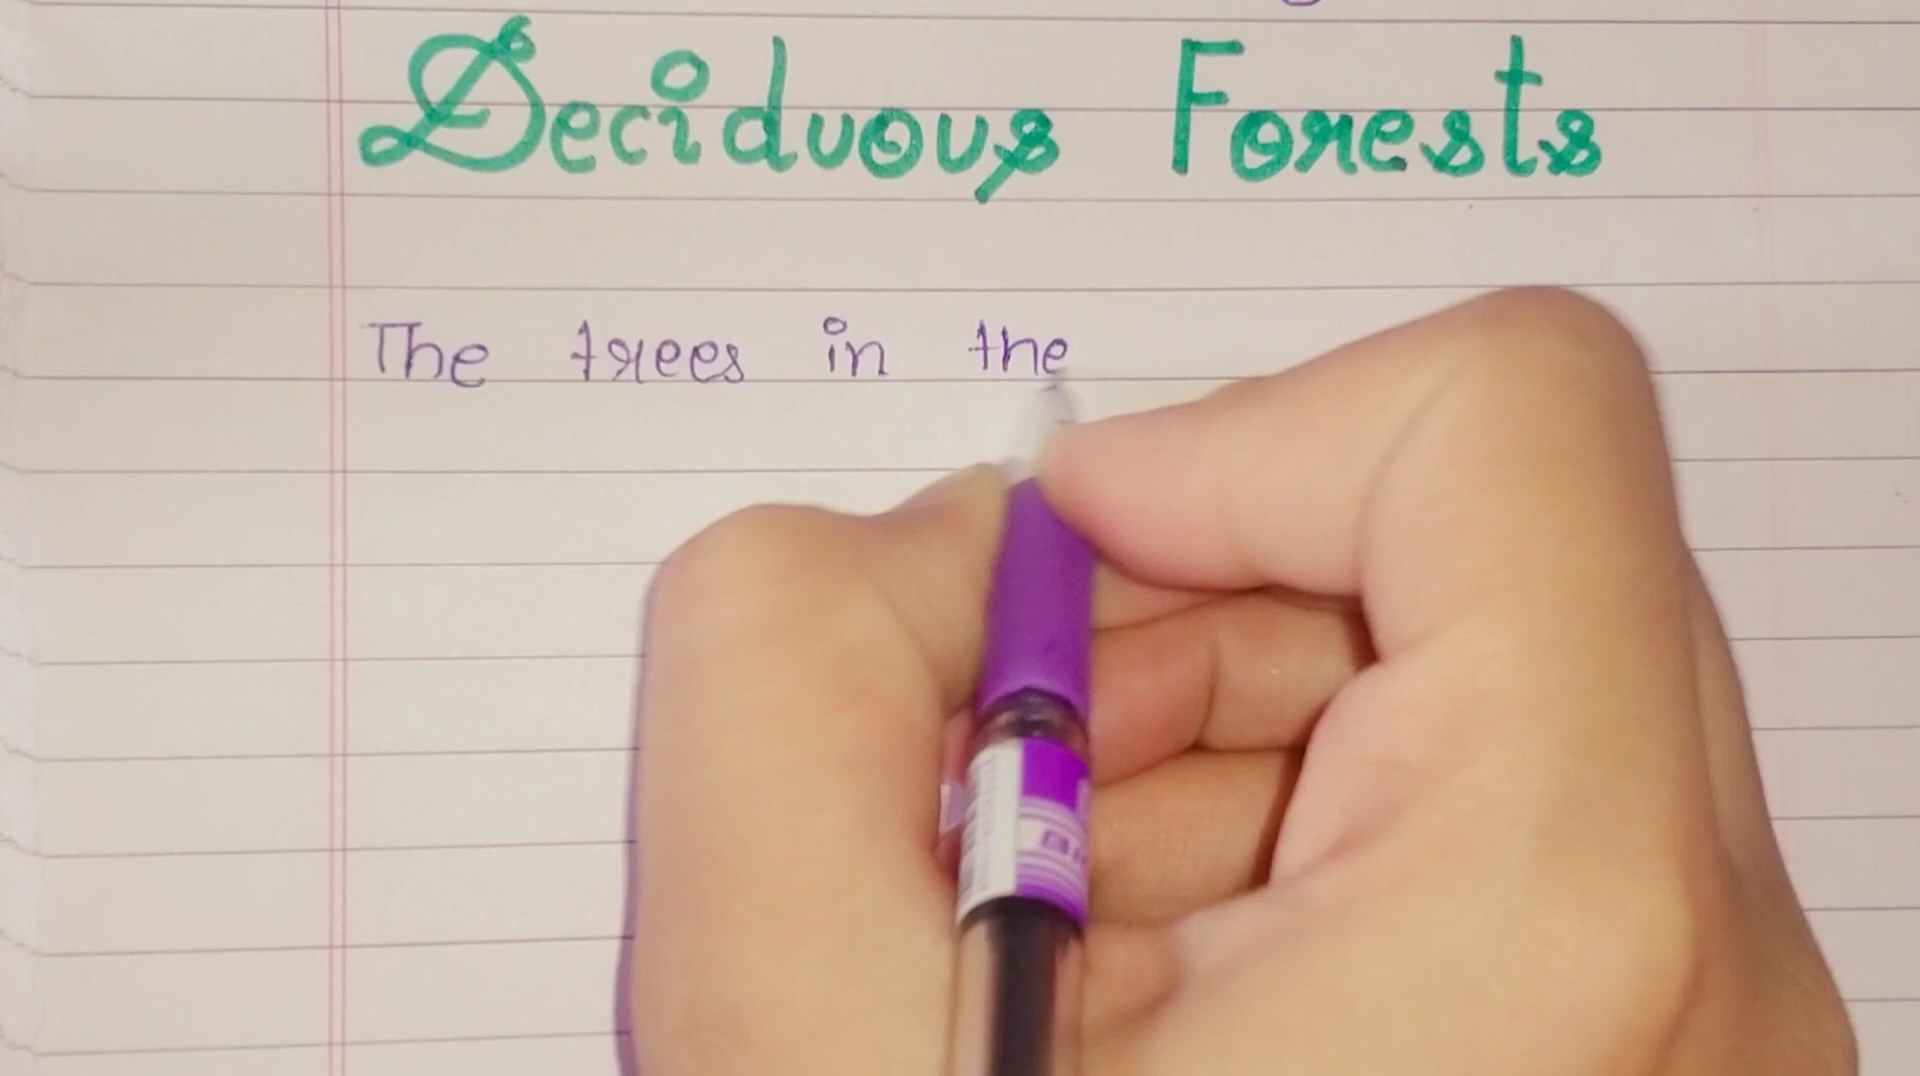 Deciduous Forests
The trees in the